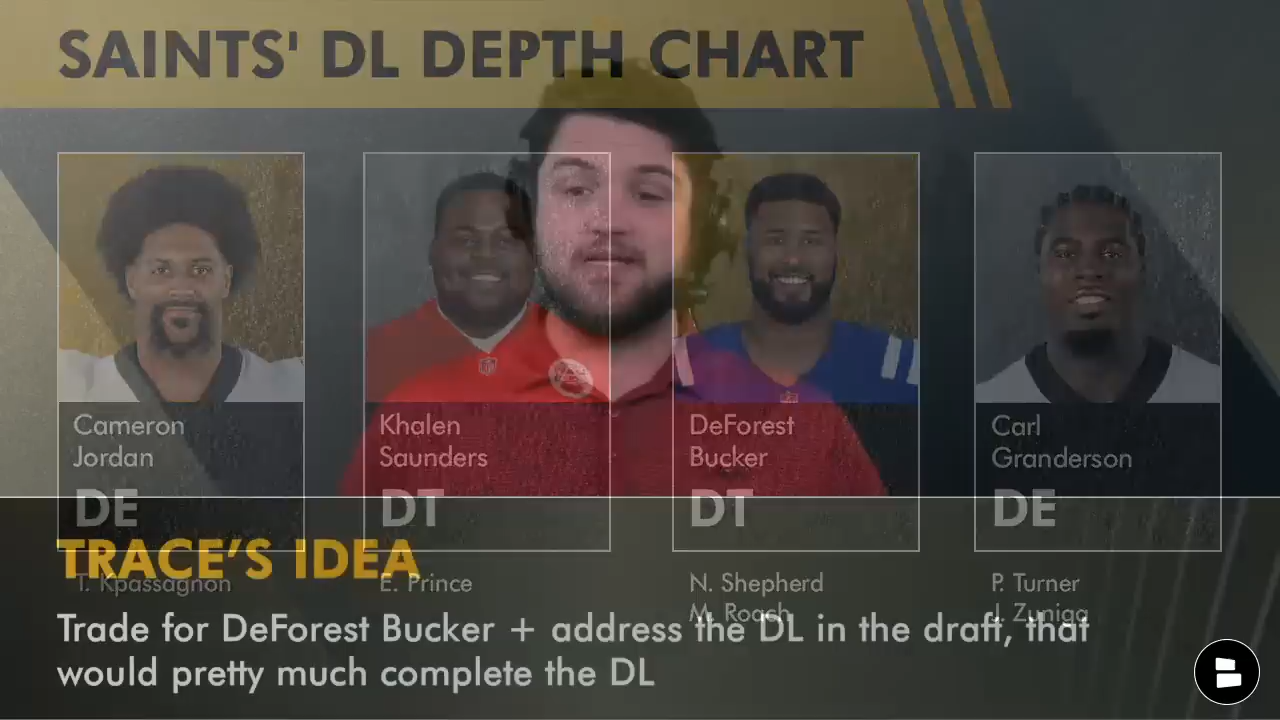 SAINTS' DL DEPTH CHART
Cameron
Jordan
DE
T. Kpassagnon
Khalen
Saunders
DT
E. Prince
DeForest
Bucker
DT
N. Shepherd
M. Roach
Carl
Granderson
DE
P. Turner
J. Zuniga
TRACE'S IDEA
Trade for DeForest Bucker + address the DL in the draft, that
would pretty much complete the DL